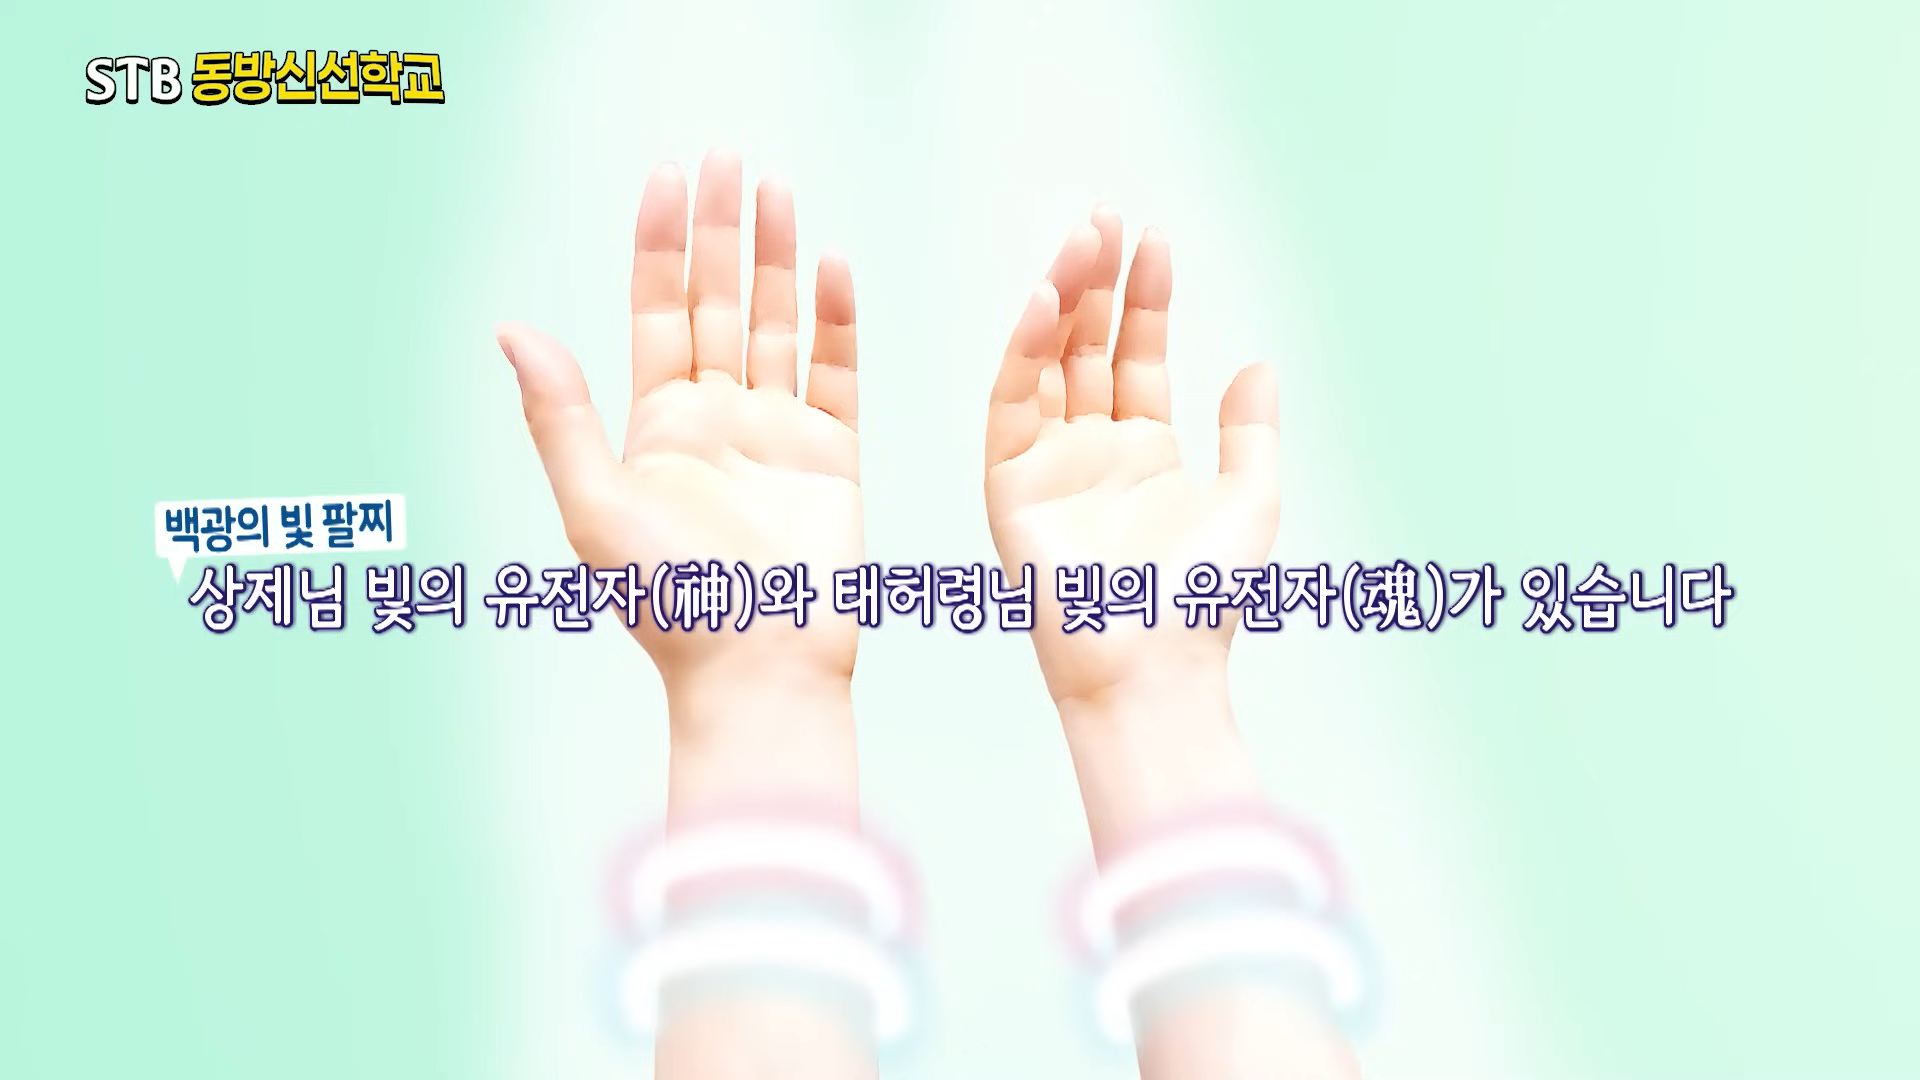 STB 동방신선학교
백광의 빛 팔찌
상제님 빛의 유전자(神)와 태허령님 빛의 유전자(魂)가 있습니다